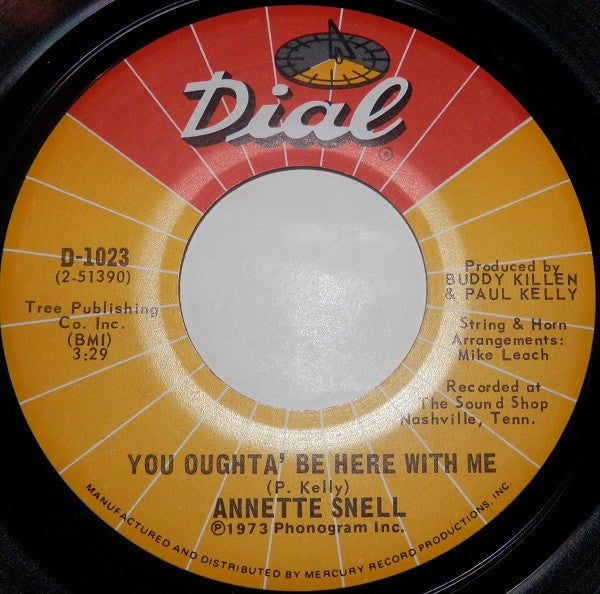 Dial
®
D-1023
(2-51390)
Tree Publishing
Co. Inc.
(BMI)
3:29
Produced by
BUDDY KILLEN
& PAUL KELLY
String & Horn
Arrangements:
Mike Leach
Recorded at
The Sound Shop
Nashville, Tenn.
YOU OUGHTA' BE HERE WITH ME
(P. Kelly)
ANNETTE SNELL
℗1973 Phonogram Inc.
MANUFACTURED AND DISTRIBUTED BY MERCURY RECORD PRODUCTIONS, INC